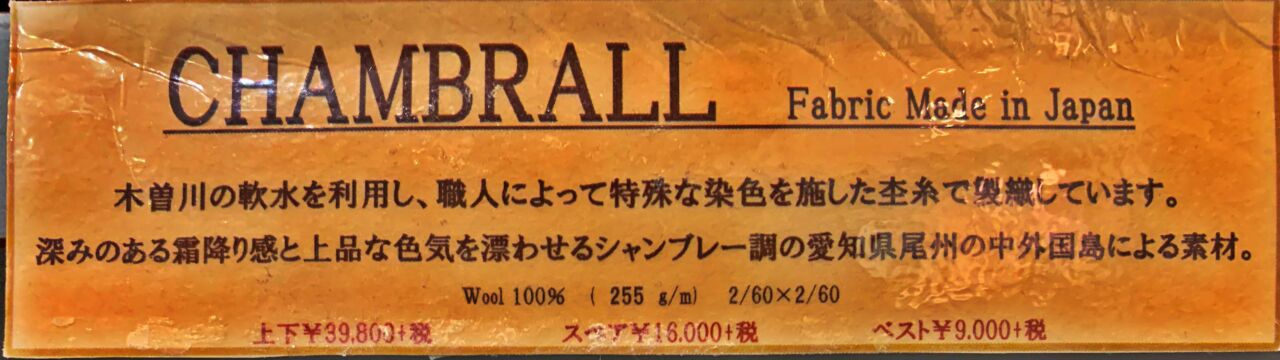 CHAMBRALL Fabric Made in Japan
木曽川の軟水を利用し、職人によって特殊な染色を施した杢糸で製織しています。
深みのある霜降り感と上品な色気を漂わせるシャンブレー調の愛知県尾州の中外国島による素材。
Wool 100% ( 255 g/m) 2/60×2/60
上下¥39,800+税 スペア¥16,000+税 ベスト¥9,000+税